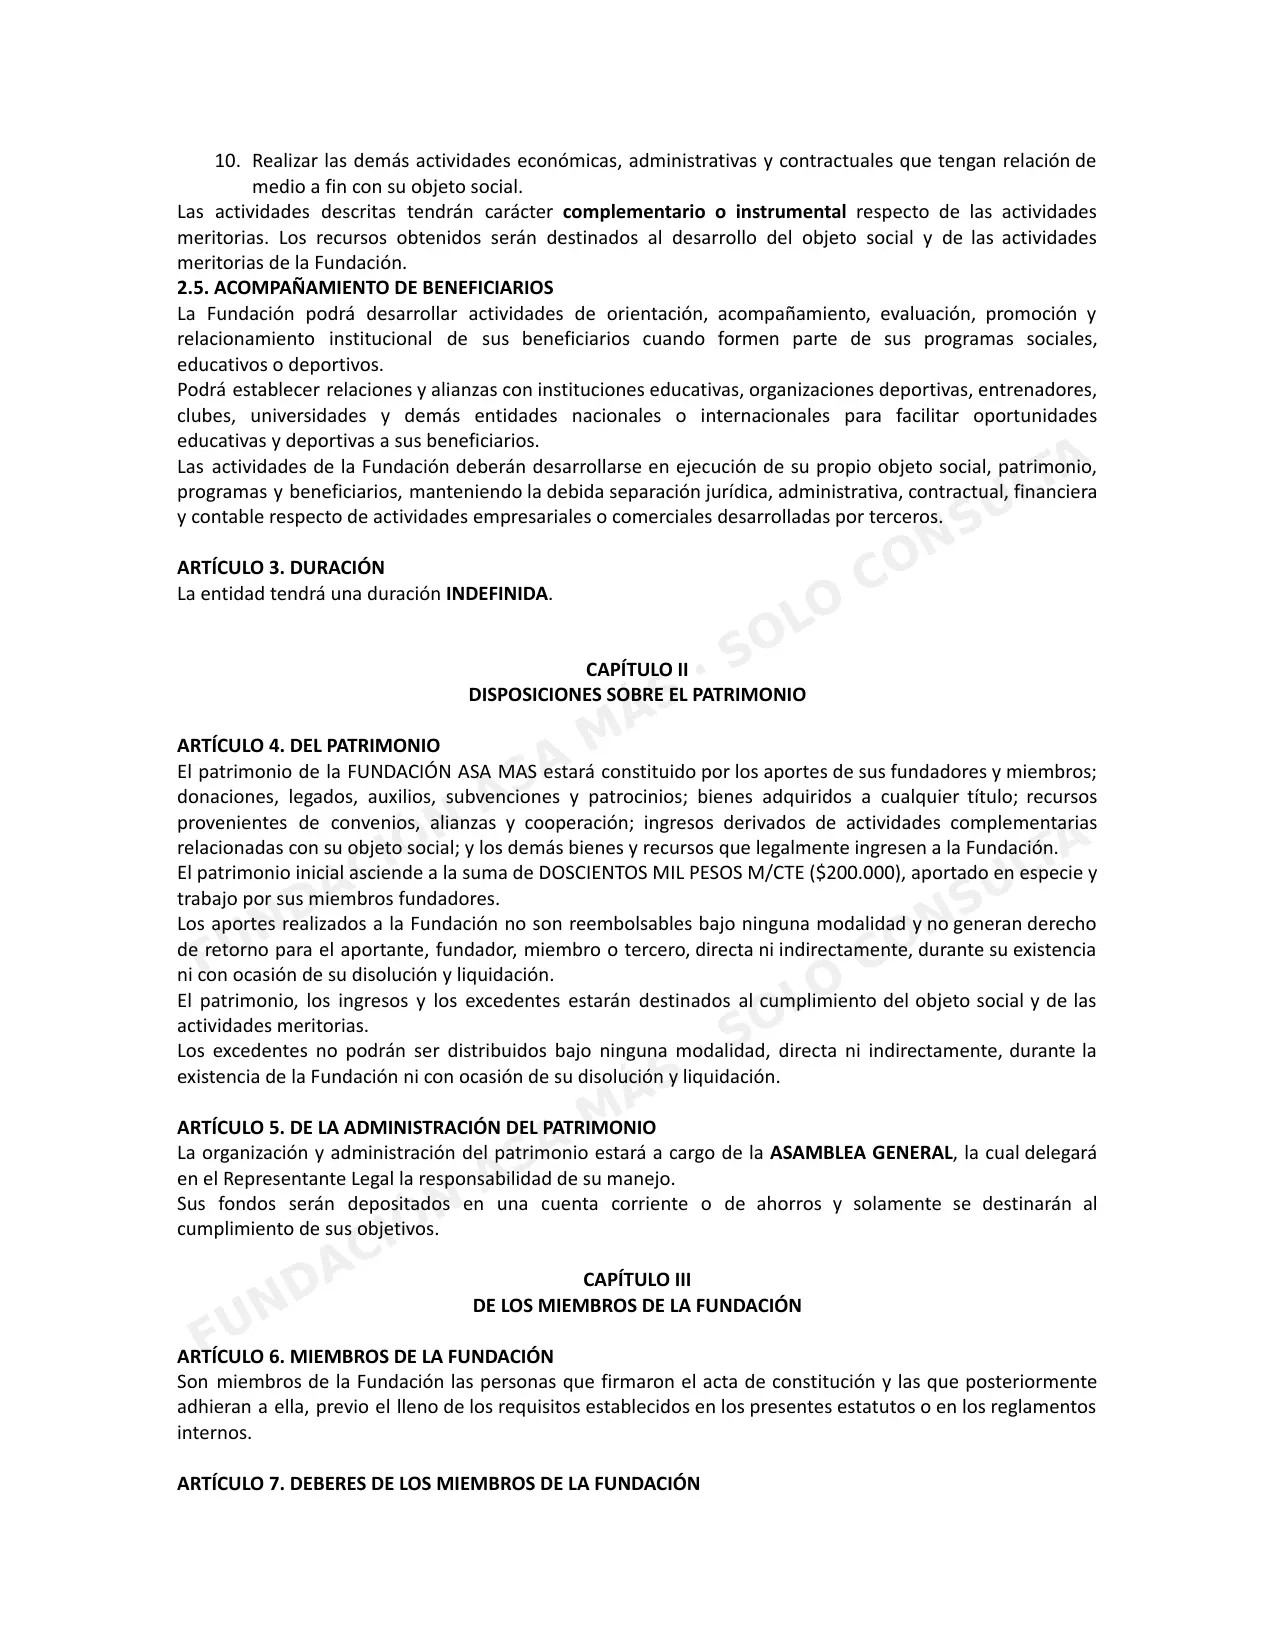 10. Realizar las demás actividades económicas, administrativas y contractuales que tengan relación de
medio a fin con su objeto social.
Las actividades descritas tendrán carácter complementario o instrumental respecto de las actividades
meritorias. Los recursos obtenidos serán destinados al desarrollo del objeto social y de las actividades
meritorias de la Fundación.
2.5. ACOMPAÑAMIENTO DE BENEFICIARIOS
La Fundación podrá desarrollar actividades de orientación, acompañamiento, evaluación, promoción y
relacionamiento institucional de sus beneficiarios cuando formen parte de sus programas sociales,
educativos o deportivos.
Podrá establecer relaciones y alianzas con instituciones educativas, organizaciones deportivas, entrenadores,
clubes, universidades y demás entidades nacionales o internacionales para facilitar oportunidades
educativas y deportivas a sus beneficiarios.
Las actividades de la Fundación deberán desarrollarse en ejecución de su propio objeto social, patrimonio,
programas y beneficiarios, manteniendo la debida separación jurídica, administrativa, contractual, financiera
y contable respecto de actividades empresariales o comerciales desarrolladas por terceros.
ARTÍCULO 3. DURACIÓN
La entidad tendrá una duración INDEFINIDA.
CAPÍTULO II
DISPOSICIONES SOBRE EL PATRIMONIO
ARTÍCULO 4. DEL PATRIMONIO
El patrimonio de la FUNDACIÓN ASA MAS estará constituido por los aportes de sus fundadores y miembros;
donaciones, legados, auxilios, subvenciones y patrocinios; bienes adquiridos a cualquier título; recursos
provenientes de convenios, alianzas y cooperación; ingresos derivados de actividades complementarias
relacionadas con su objeto social; y los demás bienes y recursos que legalmente ingresen a la Fundación.
El patrimonio inicial asciende a la suma de DOSCIENTOS MIL PESOS M/CTE ($200.000), aportado en especie y
trabajo por sus miembros fundadores.
Los aportes realizados a la Fundación no son reembolsables bajo ninguna modalidad y no generan derecho
de retorno para el aportante, fundador, miembro o tercero, directa ni indirectamente, durante su existencia
ni con ocasión de su disolución y liquidación.
El patrimonio, los ingresos y los excedentes estarán destinados al cumplimiento del objeto social y de las
actividades meritorias.
Los excedentes no podrán ser distribuidos bajo ninguna modalidad, directa ni indirectamente, durante la
existencia de la Fundación ni con ocasión de su disolución y liquidación.
ARTÍCULO 5. DE LA ADMINISTRACIÓN DEL PATRIMONIO
La organización y administración del patrimonio estará a cargo de la ASAMBLEA GENERAL, la cual delegará
en el Representante Legal la responsabilidad de su manejo.
Sus fondos serán depositados en una cuenta corriente o de ahorros y solamente se destinarán al
cumplimiento de sus objetivos.
CAPÍTULO III
DE LOS MIEMBROS DE LA FUNDACIÓN
ARTÍCULO 6. MIEMBROS DE LA FUNDACIÓN
Son miembros de la Fundación las personas que firmaron el acta de constitución y las que posteriormente
adhieran a ella, previo el lleno de los requisitos establecidos en los presentes estatutos o en los reglamentos
internos.
ARTÍCULO 7. DEBERES DE LOS MIEMBROS DE LA FUNDACIÓN
FUNDACIÓN ASA MÁS · SOLO CONSULTA
FUNDACIÓN ASA MÁS · SOLO CONSULTA